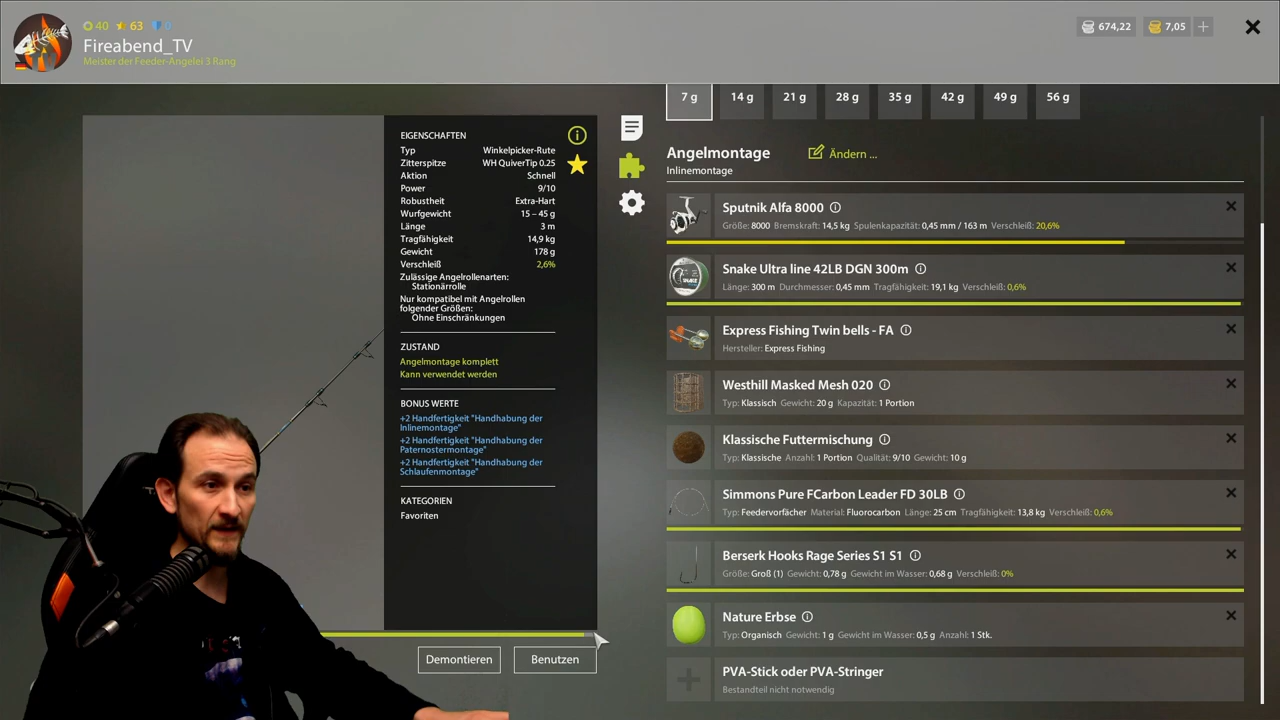 40 63 0
Fireabend_TV
Meister der Feeder-Angelei 3 Rang
674,22 7,05
7 g 14 g 21 g 28 g 35 g 42 g 49 g 56 g
EIGENSCHAFTEN
Typ Winkelpicker-Rute
Zitterspitze WH QuiverTip 0.25
Aktion Schnell
Power 9/10
Robustheit Extra-Hart
Wurfgewicht 15 – 45 g
Länge 3 m
Tragfähigkeit 14,9 kg
Gewicht 178 g
Verschleiß 2,6%
Zulässige Angelrollenarten:
Stationärrolle
Nur kompatibel mit Angelrollen
folgender Größen:
Ohne Einschränkungen
ZUSTAND
Angelmontage komplett
Kann verwendet werden
BONUS WERTE
+2 Handfertigkeit "Handhabung der
Inlinemontage"
+2 Handfertigkeit "Handhabung der
Paternostermontage"
+2 Handfertigkeit "Handhabung der
Schlaufenmontage"
KATEGORIEN
Favoriten
Demontieren Benutzen
Angelmontage Ändern ...
Inlinemontage
Sputnik Alfa 8000
Größe: 8000 Bremskraft: 14,5 kg Spulenkapazität: 0,45 mm / 163 m Verschleiß: 20,6%
Snake Ultra line 42LB DGN 300m
Länge: 300 m Durchmesser: 0,45 mm Tragfähigkeit: 19,1 kg Verschleiß: 0,6%
Express Fishing Twin bells - FA
Hersteller: Express Fishing
Westhill Masked Mesh 020
Typ: Klassisch Gewicht: 20 g Kapazität: 1 Portion
Klassische Futtermischung
Typ: Klassische Anzahl: 1 Portion Qualität: 9/10 Gewicht: 10 g
Simmons Pure FCarbon Leader FD 30LB
Typ: Feedervorfächer Material: Fluorocarbon Länge: 25 cm Tragfähigkeit: 13,8 kg Verschleiß: 0,6%
Berserk Hooks Rage Series S1 S1
Größe: Groß (1) Gewicht: 0,78 g Gewicht im Wasser: 0,68 g Verschleiß: 0%
Nature Erbse
Typ: Organisch Gewicht: 1 g Gewicht im Wasser: 0,5 g Anzahl: 1 Stk.
PVA-Stick oder PVA-Stringer
Bestandteil nicht notwendig